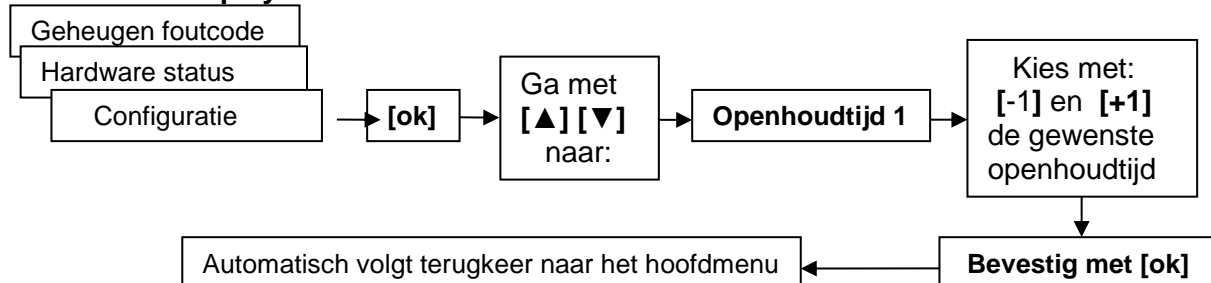 Geheugen foutcode
Hardware status
Configuratie
[ok]
Ga met
[▲] [▼]
naar:
Openhoudtijd 1
Kies met:
[-1] en [+1]
de gewenste
openhoudtijd
Bevestig met [ok]
Automatisch volgt terugkeer naar het hoofdmenu